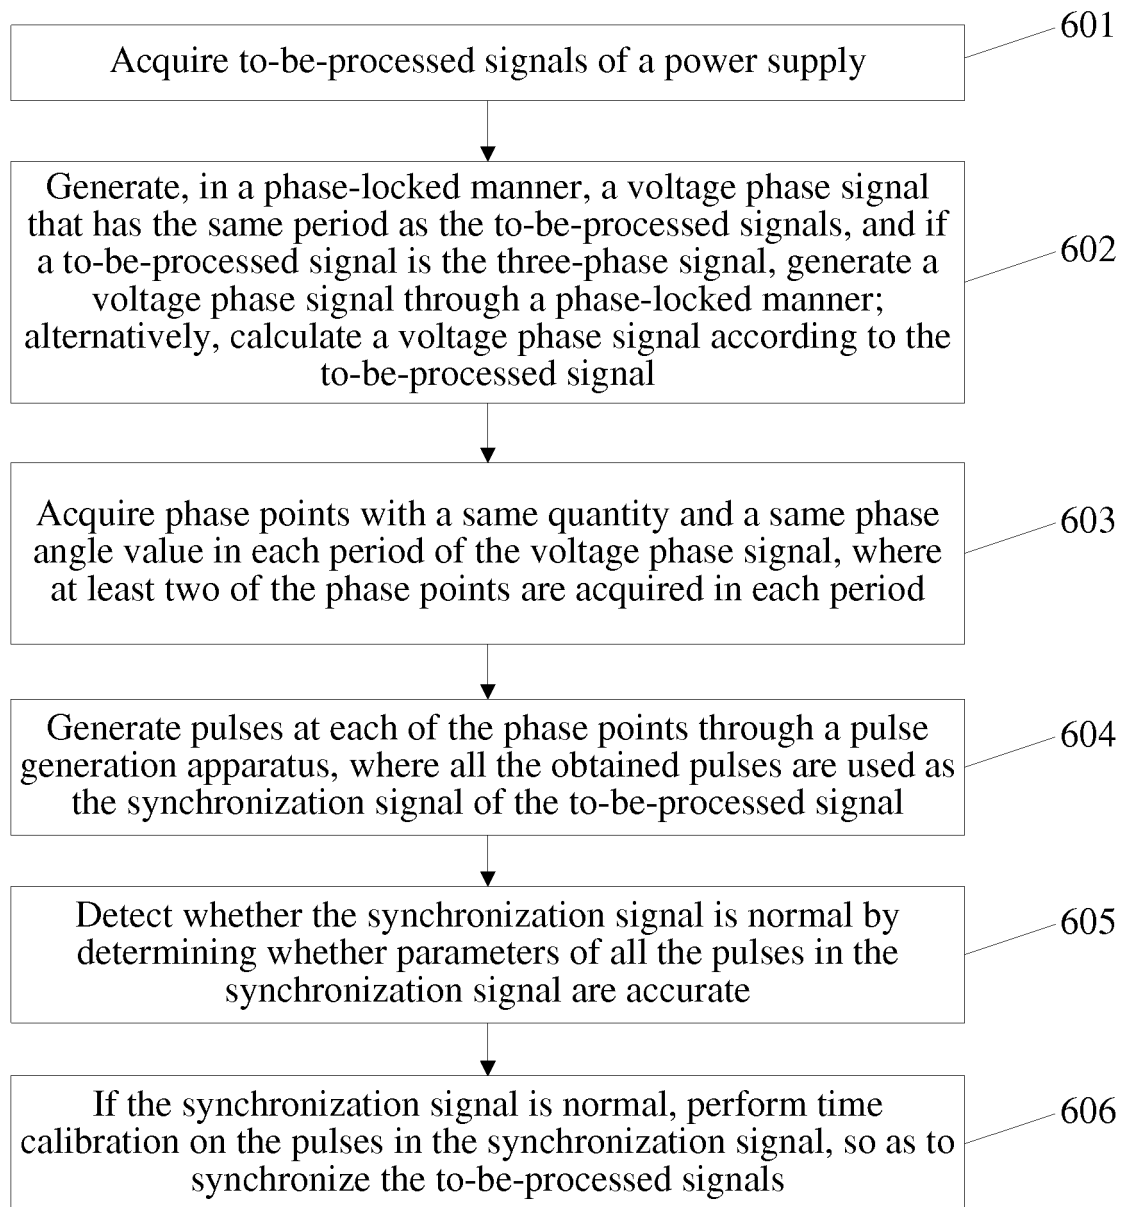 601
Acquire to-be-processed signals of a power supply
Generate, in a phase-locked manner, a voltage phase signal
that has the same period as the to-be-processed signals, and if
a to-be-processed signal is the three-phase signal, generate a
voltage phase signal through a phase-locked manner;
alternatively, calculate a voltage phase signal according to the
to-be-processed signal
602
Acquire phase points with a same quantity and a same phase
angle value in each period of the voltage phase signal, where
at least two of the phase points are acquired in each period
603
Generate pulses at each of the phase points through a pulse
generation apparatus, where all the obtained pulses are used as
the synchronization signal of the to-be-processed signal
604
Detect whether the synchronization signal is normal by
determining whether parameters of all the pulses in the
synchronization signal are accurate
605
If the synchronization signal is normal, perform time
calibration on the pulses in the synchronization signal, so as to
synchronize the to-be-processed signals
606